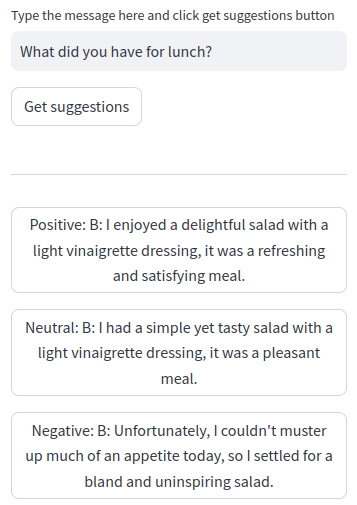 Type the message here and click get suggestions button
What did you have for lunch?
Get suggestions
Positive: B: I enjoyed a delightful salad with a
light vinaigrette dressing, it was a refreshing
and satisfying meal.
Neutral: B: I had a simple yet tasty salad with a
light vinaigrette dressing, it was a pleasant
meal.
Negative: B: Unfortunately, I couldn't muster
up much of an appetite today, so I settled for a
bland and uninspiring salad.